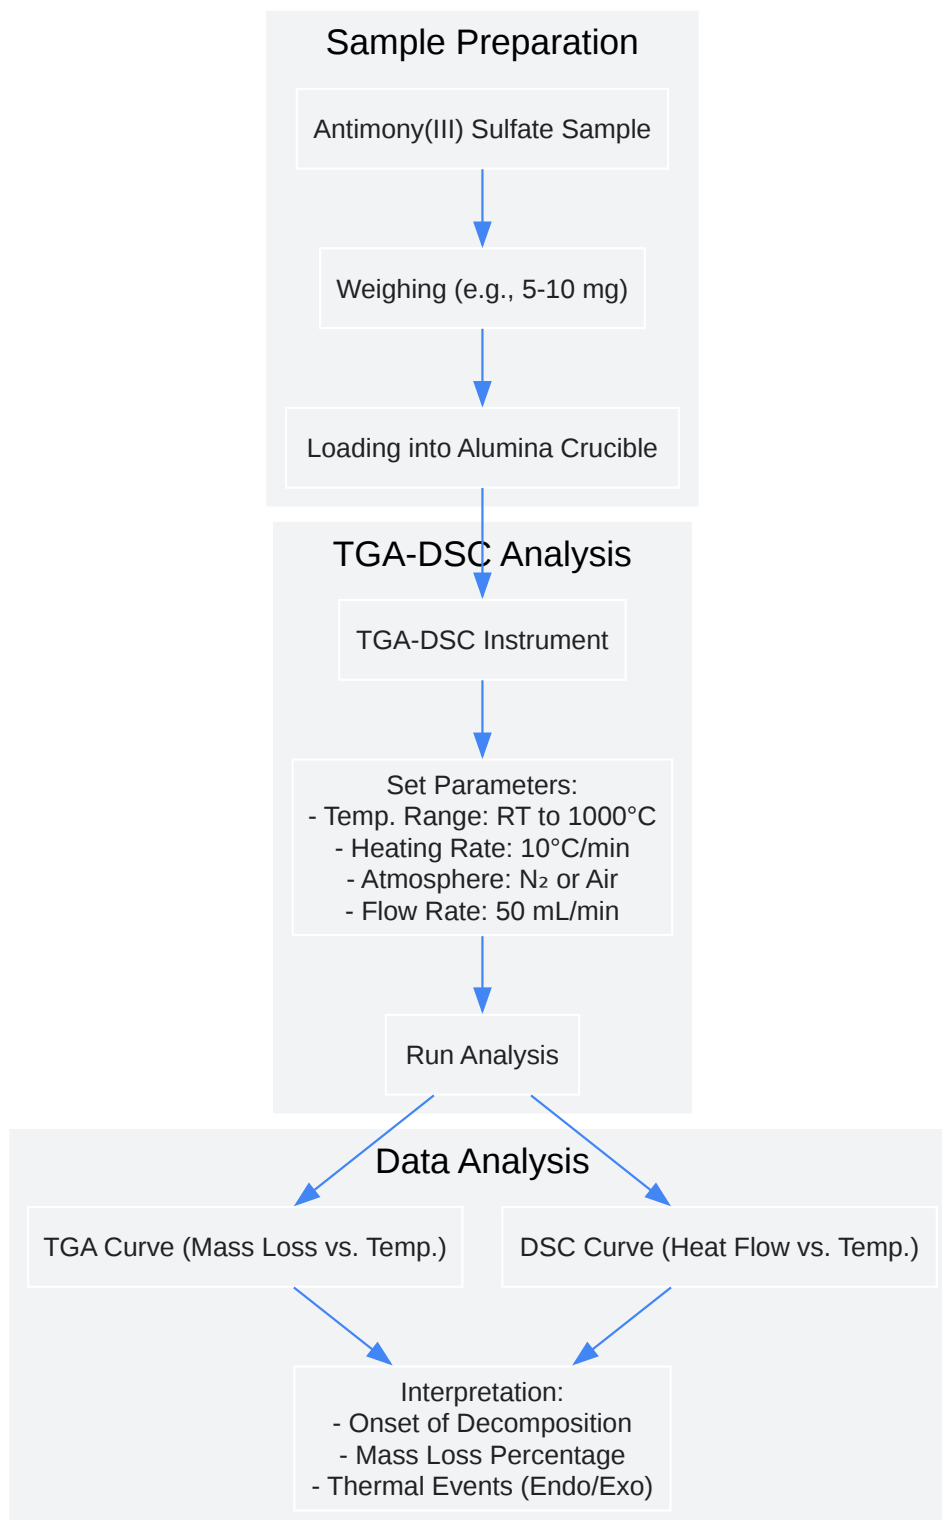 Sample Preparation
Antimony(III) Sulfate Sample
Weighing (e.g., 5-10 mg)
Loading into Alumina Crucible
TGA-DSC Analysis
TGA-DSC Instrument
Set Parameters:
- Temp. Range: RT to 1000°C
- Heating Rate: 10°C/min
- Atmosphere: N₂ or Air
- Flow Rate: 50 mL/min
Run Analysis
Data Analysis
TGA Curve (Mass Loss vs. Temp.)
DSC Curve (Heat Flow vs. Temp.)
Interpretation:
- Onset of Decomposition
- Mass Loss Percentage
- Thermal Events (Endo/Exo)